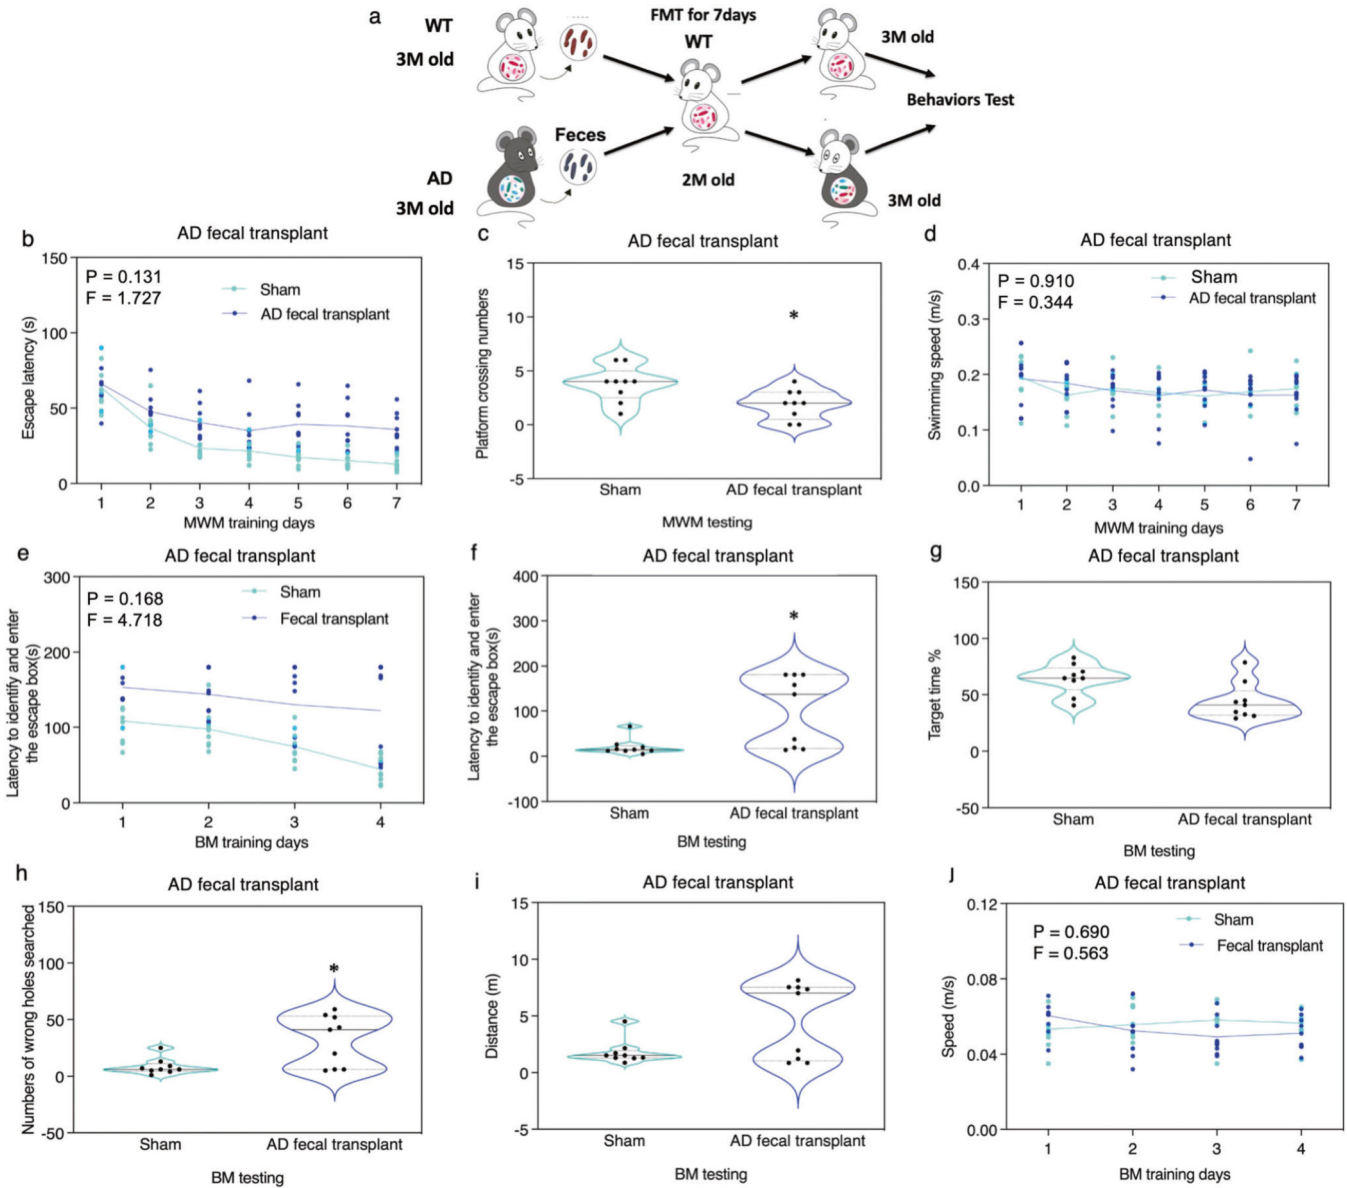 a
WT
3M old
FMT for 7days
WT
3M old
Behaviors Test
Feces
AD
3M old
2M old
3M old
b
AD fecal transplant
P = 0.131
F = 1.727
Sham
AD fecal transplant
Escape latency (s)
150
100
50
0
1 2 3 4 5 6 7
MWM training days
c
AD fecal transplant
Platform crossing numbers
15
10
5
0
-5
*
Sham AD fecal transplant
MWM testing
d
AD fecal transplant
P = 0.910
F = 0.344
Sham
AD fecal transplant
Swimming speed (m/s)
0.4
0.3
0.2
0.1
0.0
1 2 3 4 5 6 7
MWM training days
e
AD fecal transplant
P = 0.168
F = 4.718
Sham
Fecal transplant
Latency to identify and enter
the escape box(s)
300
200
100
0
1 2 3 4
BM training days
f
AD fecal transplant
Latency to identify and enter
the escape box(s)
400
300
200
100
0
-100
*
Sham AD fecal transplant
BM testing
g
AD fecal transplant
Target time %
150
100
50
0
-50
Sham AD fecal transplant
BM testing
h
AD fecal transplant
Numbers of wrong holes searched
150
100
50
0
-50
*
Sham AD fecal transplant
BM testing
i
AD fecal transplant
Distance (m)
15
10
5
0
-5
Sham AD fecal transplant
BM testing
J
AD fecal transplant
P = 0.690
F = 0.563
Sham
Fecal transplant
Speed (m/s)
0.12
0.08
0.04
0.00
1 2 3 4
BM training days